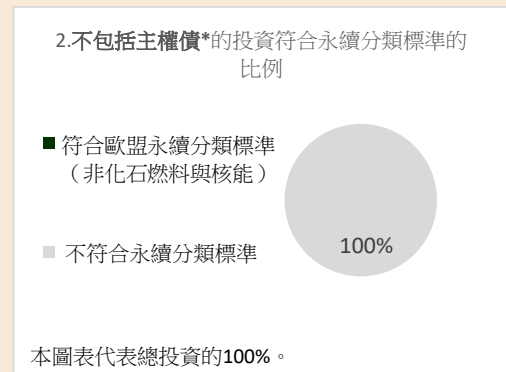 2.不包括主權債*的投資符合永續分類標準的
比例
符合歐盟永續分類標準
（非化石燃料與核能）
不符合永續分類標準
100%
本圖表代表總投資的100%。